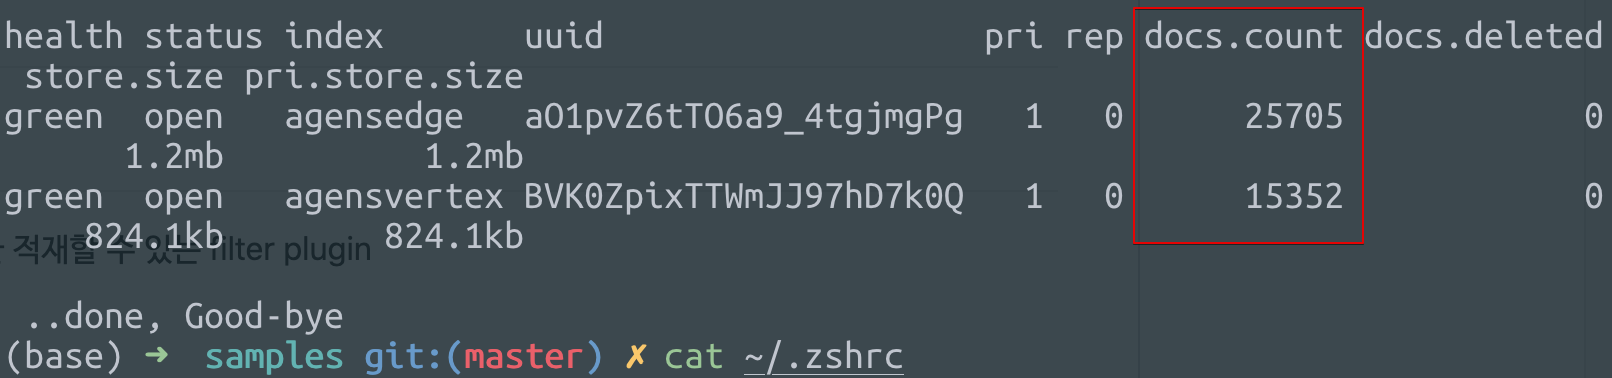 health status index uuid pri rep docs.count docs.deleted
store.size pri.store.size
green open agensedge aO1pvZ6tTO6a9_4tgjmgPg 1 0 25705 0
1.2mb 1.2mb
green open agensvertex BVK0ZpixTTWmJJ97hD7k0Q 1 0 15352 0
824.1kb 824.1kb
적재할 수 있는 filter plugin
..done, Good-bye
(base) ➜ samples git:(master) ✗ cat ~/.zshrc